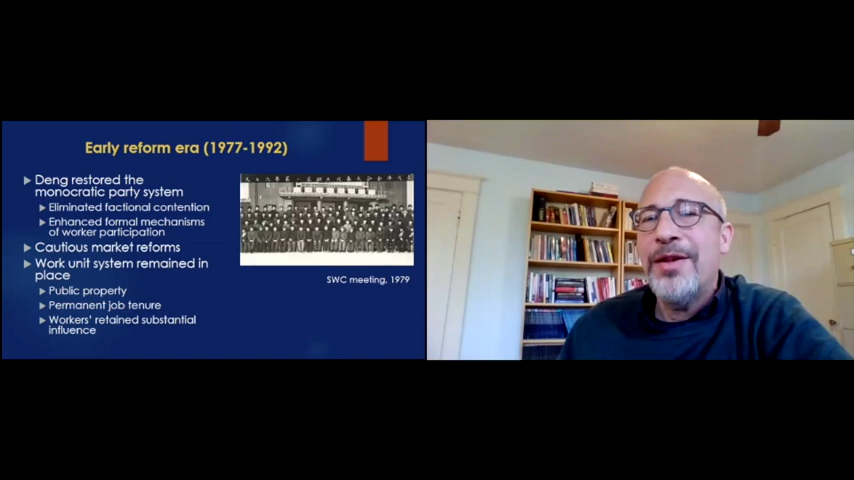 Early reform era (1977-1992)
Deng restored the
monocratic party system
Eliminated factional contention
Enhanced formal mechanisms
of worker participation
Cautious market reforms
Work unit system remained in
place
Public property
Permanent job tenure
Workers' retained substantial
influence
SWC meeting, 1979